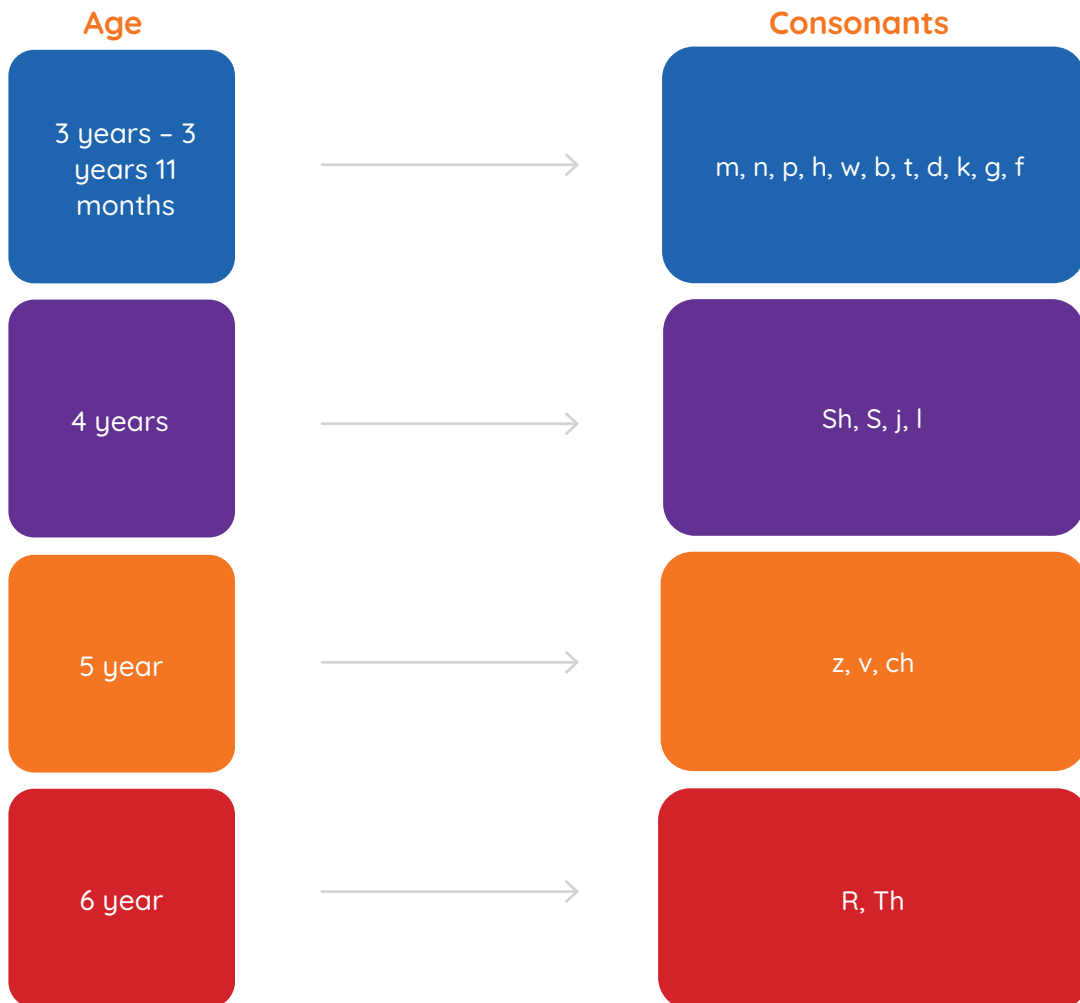 Age
Consonants
3 years – 3
years 11
months
m, n, p, h, w, b, t, d, k, g, f
4 years
Sh, S, j, l
5 year
z, v, ch
6 year
R, Th